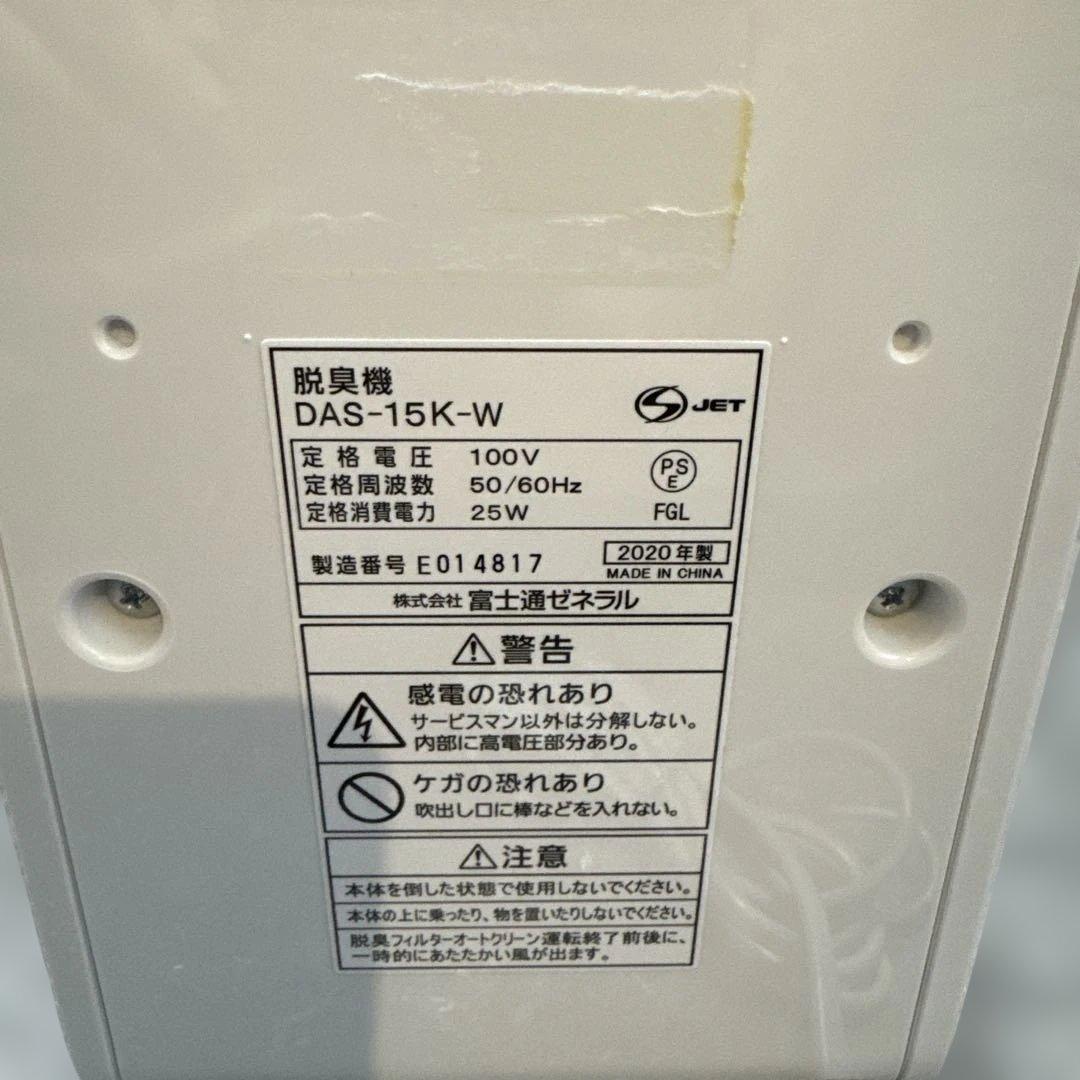 脱臭機
DAS-15K-W
JET
定格電圧 100V
定格周波数 50/60Hz
定格消費電力 25W
PS
E
FGL
製造番号 E014817
2020年製
MADE IN CHINA
株式会社 富士通ゼネラル
警告
感電の恐れあり
サービスマン以外は分解しない。
内部に高電圧部分あり。
ケガの恐れあり
吹出し口に棒などを入れない。
注意
本体を倒した状態で使用しないでください。
本体の上に乗ったり、物を置いたりしないでください。
脱臭フィルターオートクリーン運転終了前後に、
一時的にあたたかい風が出ます。